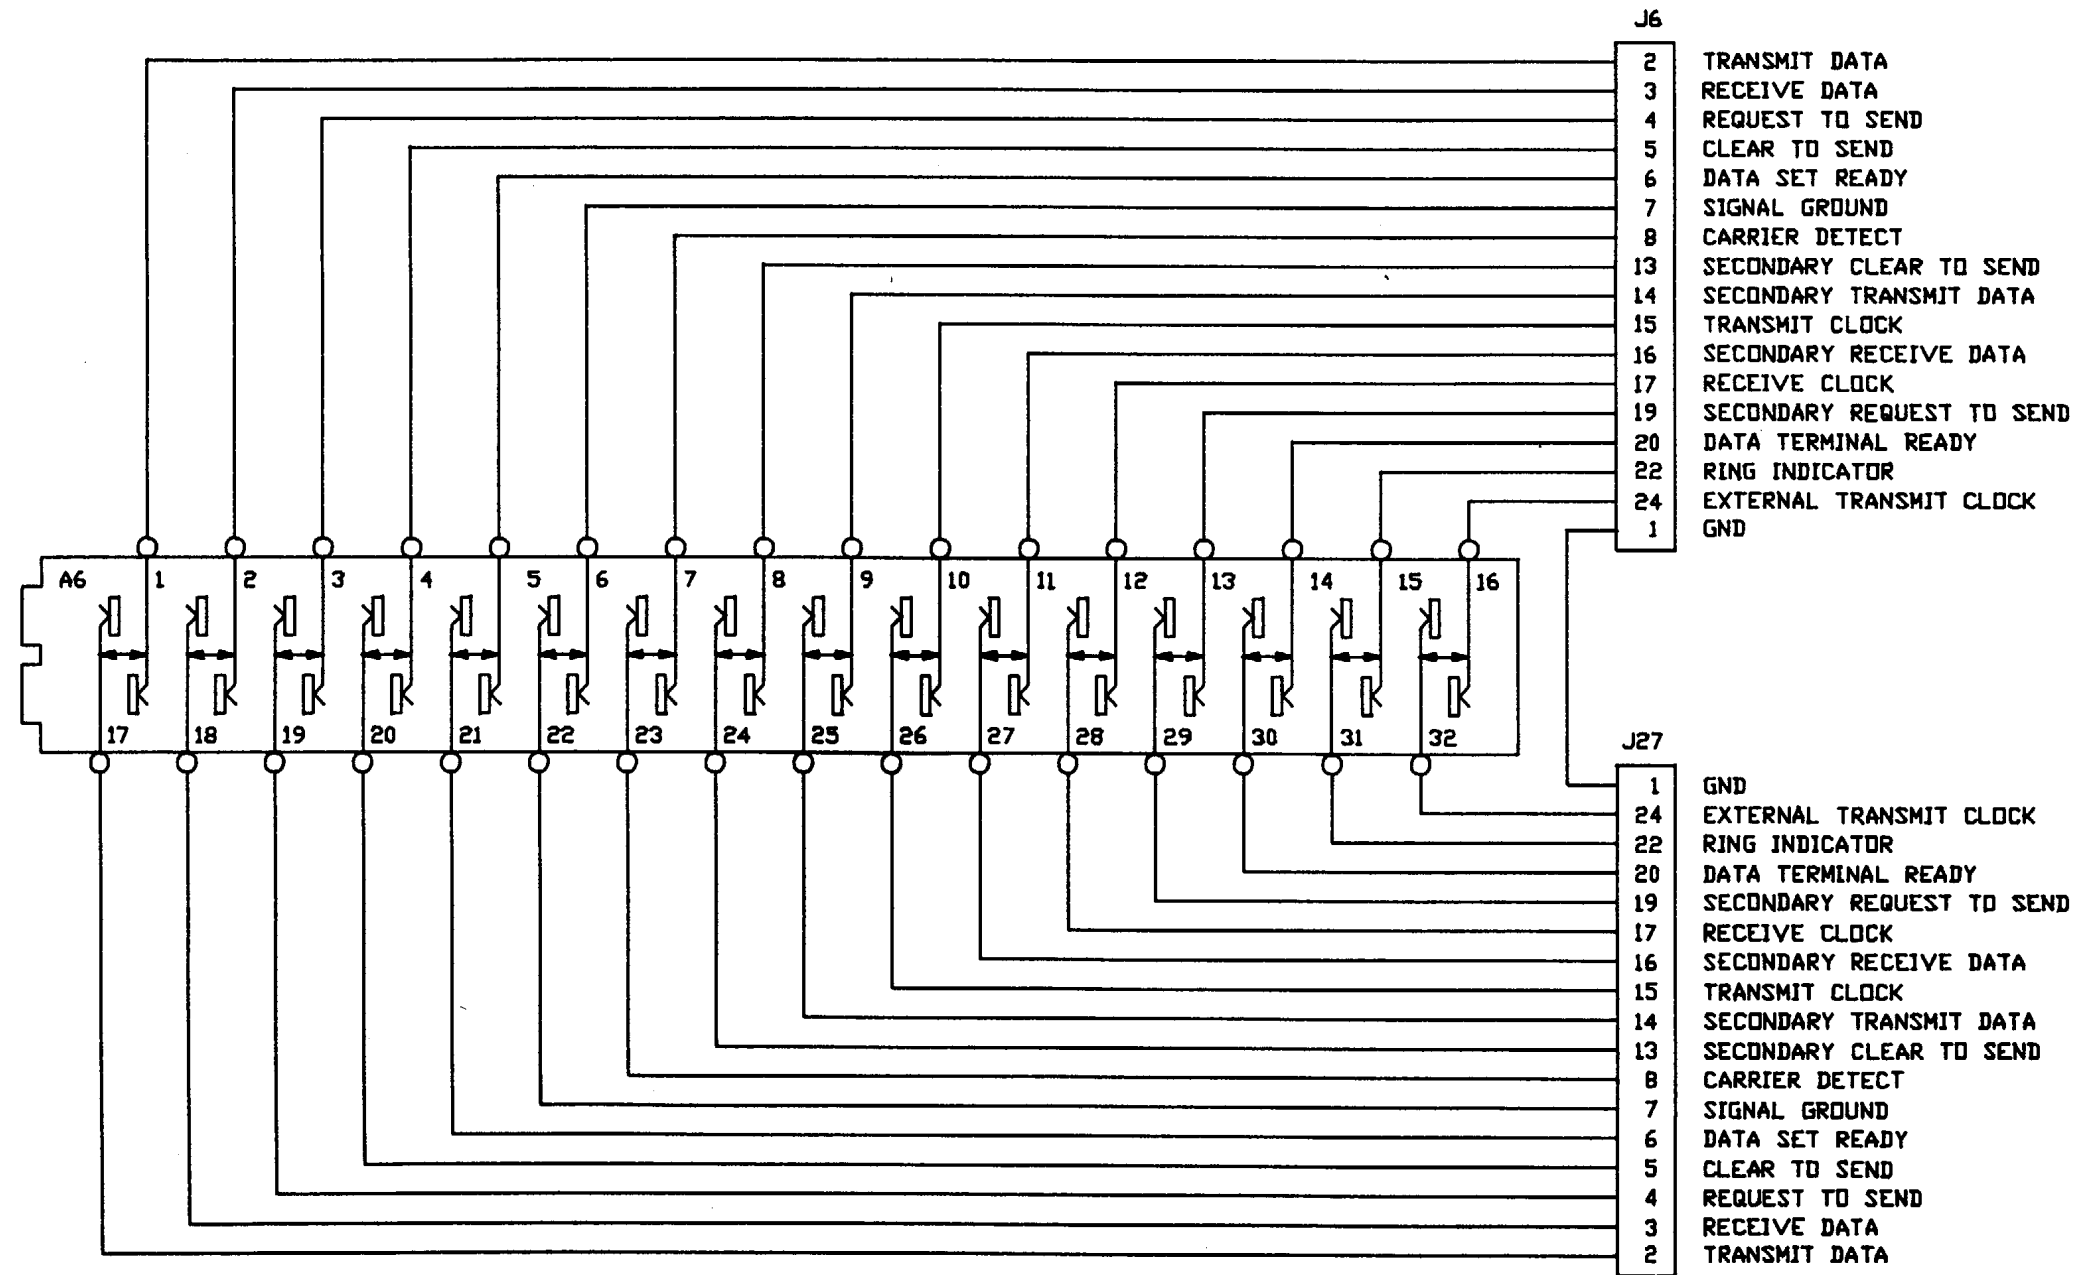 J6
2 TRANSMIT DATA
3 RECEIVE DATA
4 REQUEST TO SEND
5 CLEAR TO SEND
6 DATA SET READY
7 SIGNAL GROUND
8 CARRIER DETECT
13 SECONDARY CLEAR TO SEND
14 SECONDARY TRANSMIT DATA
15 TRANSMIT CLOCK
16 SECONDARY RECEIVE DATA
17 RECEIVE CLOCK
19 SECONDARY REQUEST TO SEND
20 DATA TERMINAL READY
22 RING INDICATOR
24 EXTERNAL TRANSMIT CLOCK
1 GND
A6 1 2 3 4 5 6 7 8 9 10 11 12 13 14 15 16
17 18 19 20 21 22 23 24 25 26 27 28 29 30 31 32
J27
1 GND
24 EXTERNAL TRANSMIT CLOCK
22 RING INDICATOR
20 DATA TERMINAL READY
19 SECONDARY REQUEST TO SEND
17 RECEIVE CLOCK
16 SECONDARY RECEIVE DATA
15 TRANSMIT CLOCK
14 SECONDARY TRANSMIT DATA
13 SECONDARY CLEAR TO SEND
8 CARRIER DETECT
7 SIGNAL GROUND
6 DATA SET READY
5 CLEAR TO SEND
4 REQUEST TO SEND
3 RECEIVE DATA
2 TRANSMIT DATA